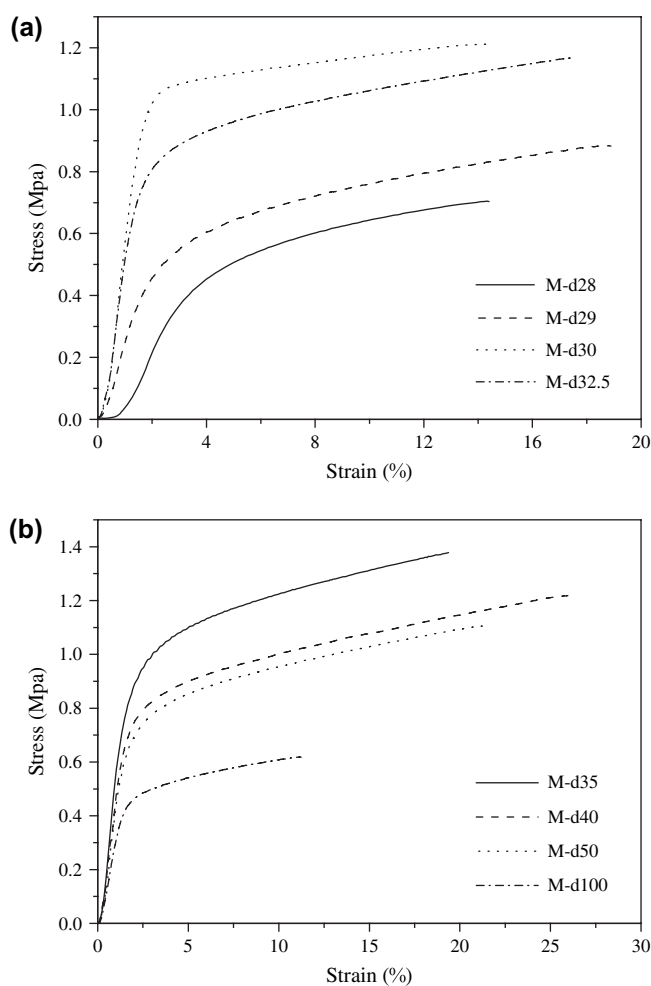 (a)
1.2
1.0
0.8
0.6
0.4
0.2
0.0
Stress (Mpa)
M-d28
M-d29
M-d30
M-d32.5
0 4 8 12 16 20
Strain (%)
(b)
1.4
1.2
1.0
0.8
0.6
0.4
0.2
0.0
Stress (Mpa)
M-d35
M-d40
M-d50
M-d100
0 5 10 15 20 25 30
Strain (%)